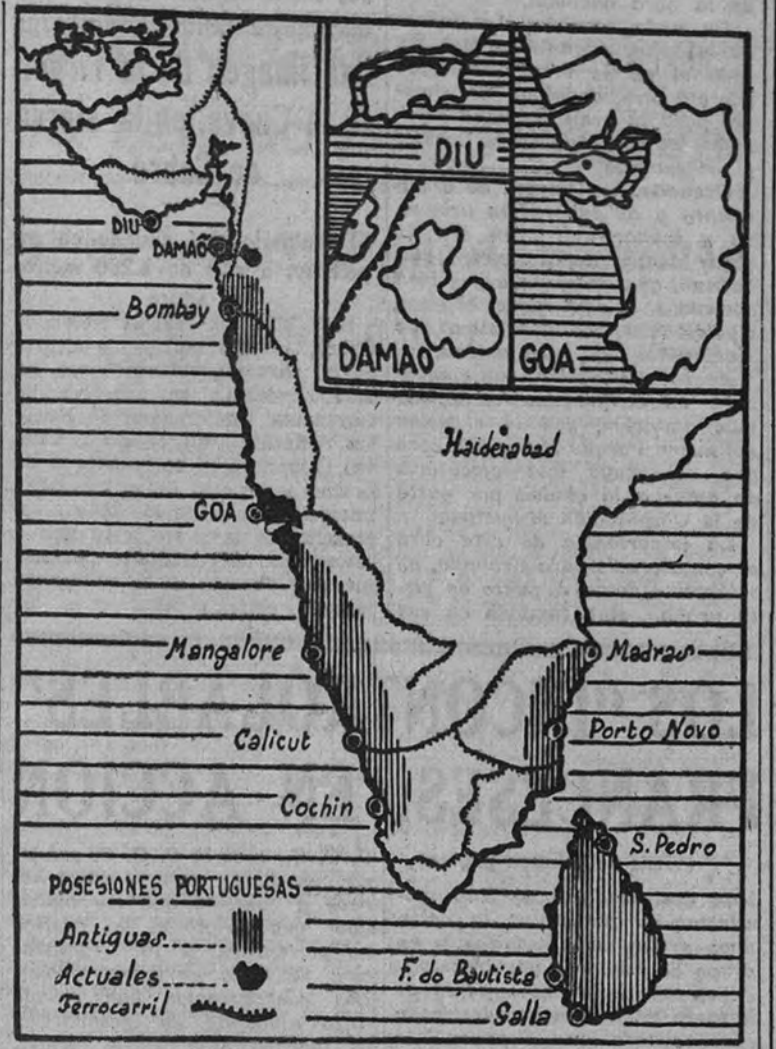 DIU
DAMAO
GOA
DIU
DAMAÕ
Bombay
Haiderabad
GOA
Mangalore
Madras
Calicut
Porto Novo
Cochin
S. Pedro
POSESIONES PORTUGUESAS
Antiguas
Actuales
Ferrocarril
F. do Bautista
Galla